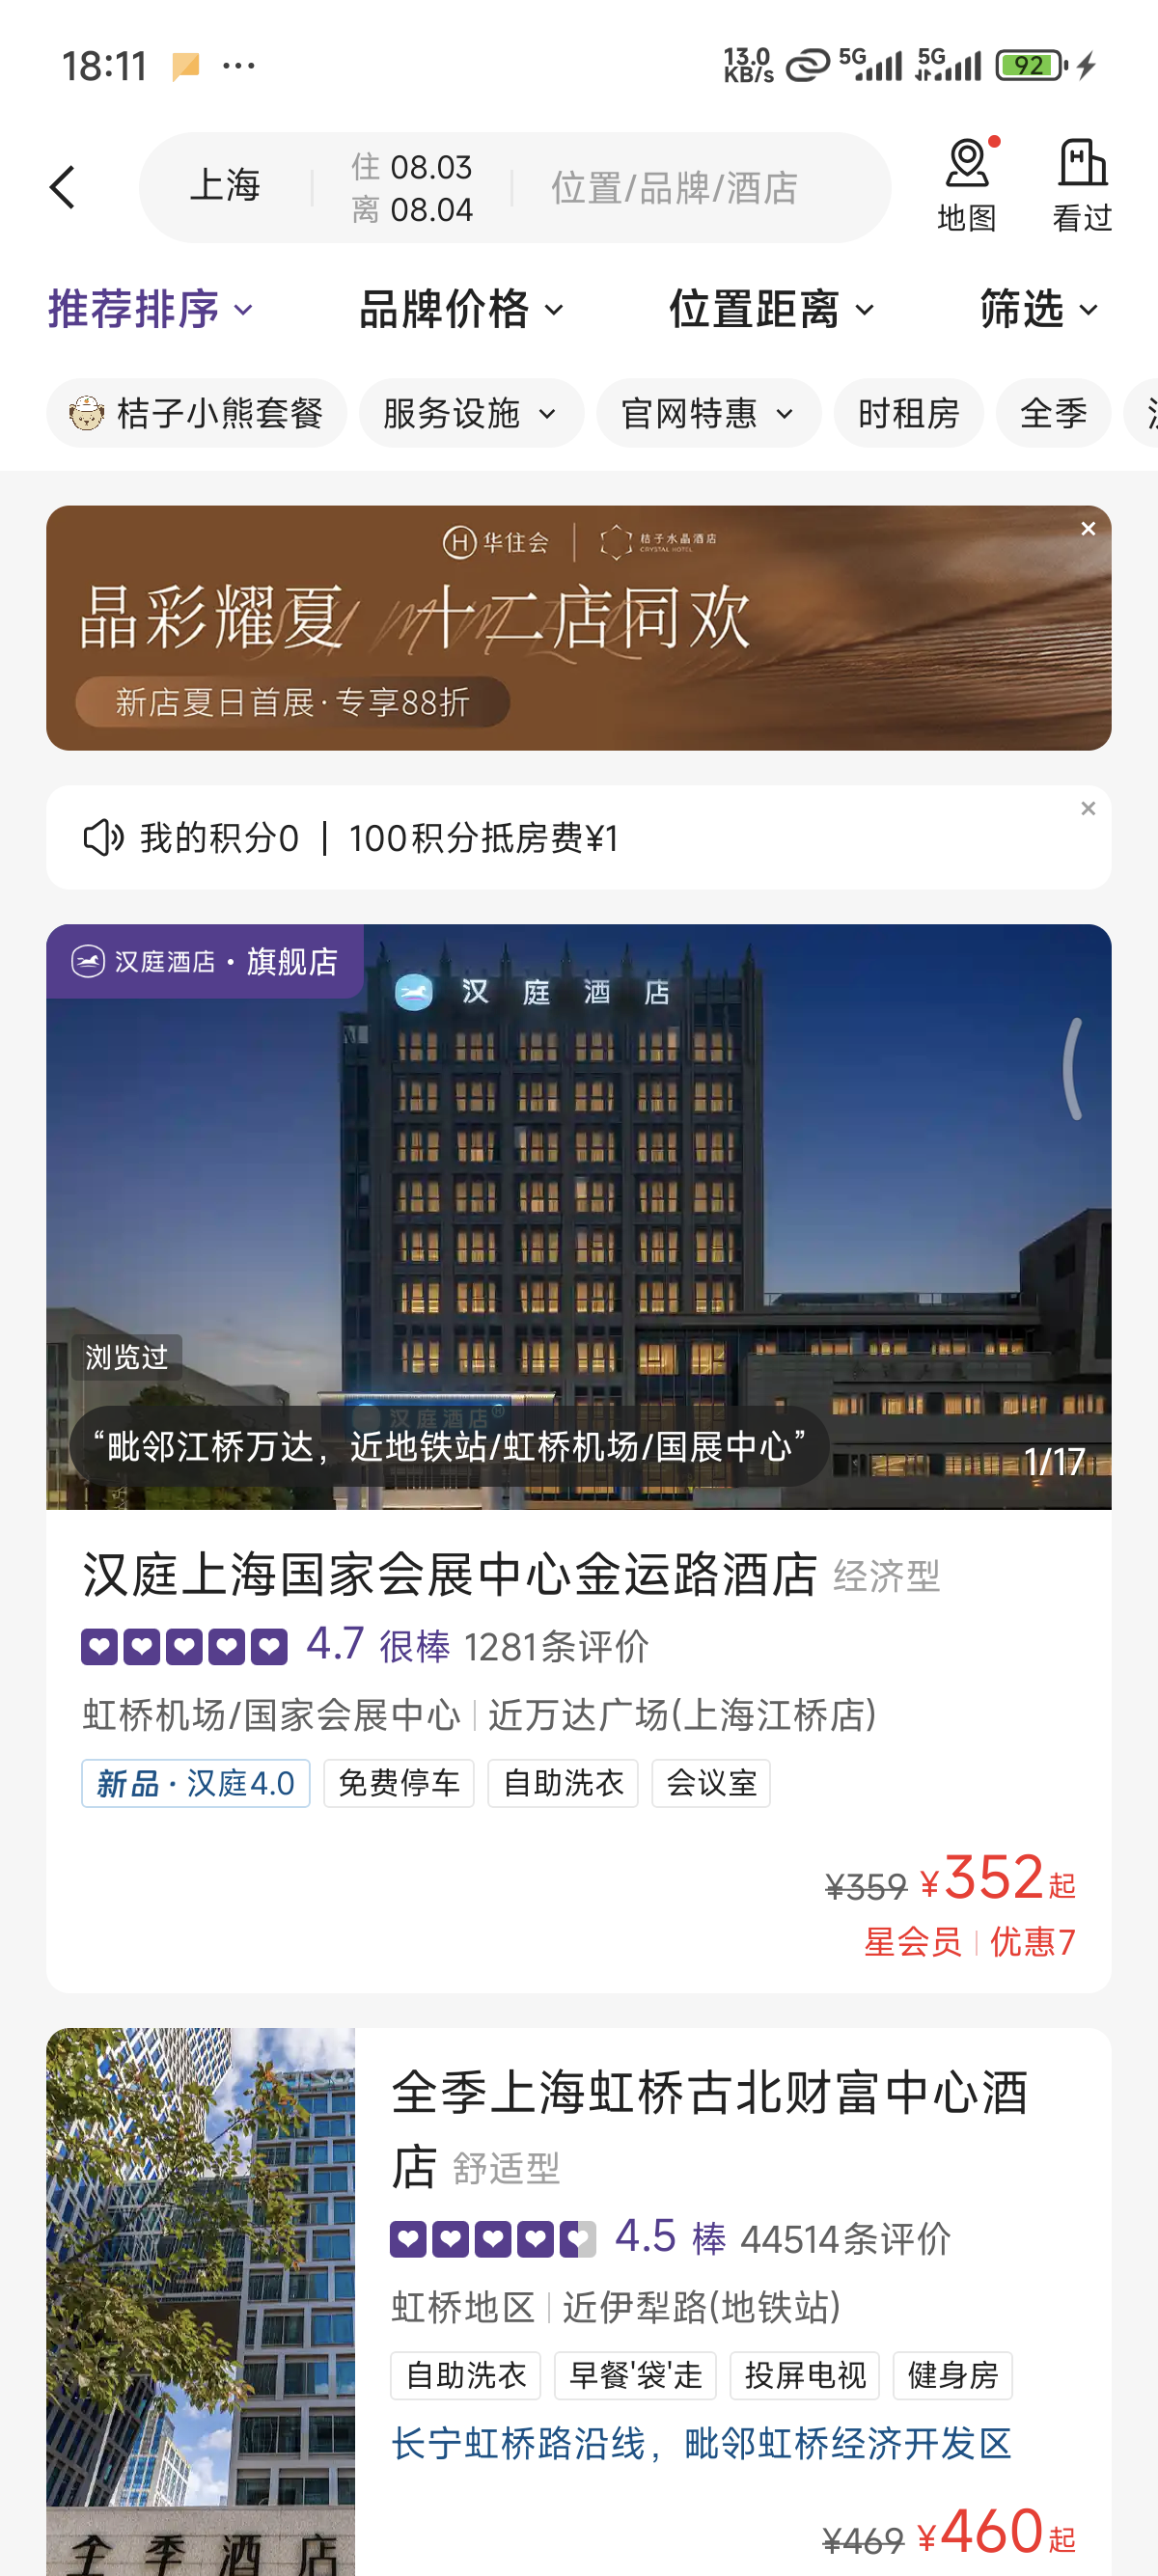 18:11
13.0 KB/s 5G 5G 92
上海 住 08.03 离 08.04 位置/品牌/酒店
地图 看过
推荐排序 品牌价格 位置距离 筛选
桔子小熊套餐 服务设施 官网特惠 时租房 全季
H 华住会 桔子水晶酒店
CRYSTAL HOTEL
晶彩耀夏 十二店同欢
新店夏日首展·专享88折
我的积分0 | 100积分抵房费¥1
汉庭酒店·旗舰店
汉庭酒店
浏览过
汉庭酒店®
“毗邻江桥万达，近地铁站/虹桥机场/国展中心”
1/17
汉庭上海国家会展中心金运路酒店 经济型
4.7 很棒 1281条评价
虹桥机场/国家会展中心 近万达广场(上海江桥店)
新品·汉庭4.0 免费停车 自助洗衣 会议室
¥359 ¥352起
星会员 优惠7
全季上海虹桥古北财富中心酒
店 舒适型
4.5 棒 44514条评价
虹桥地区 近伊犁路(地铁站)
自助洗衣 早餐'袋'走 投屏电视 健身房
长宁虹桥路沿线，毗邻虹桥经济开发区
¥469 ¥460起
全季酒店